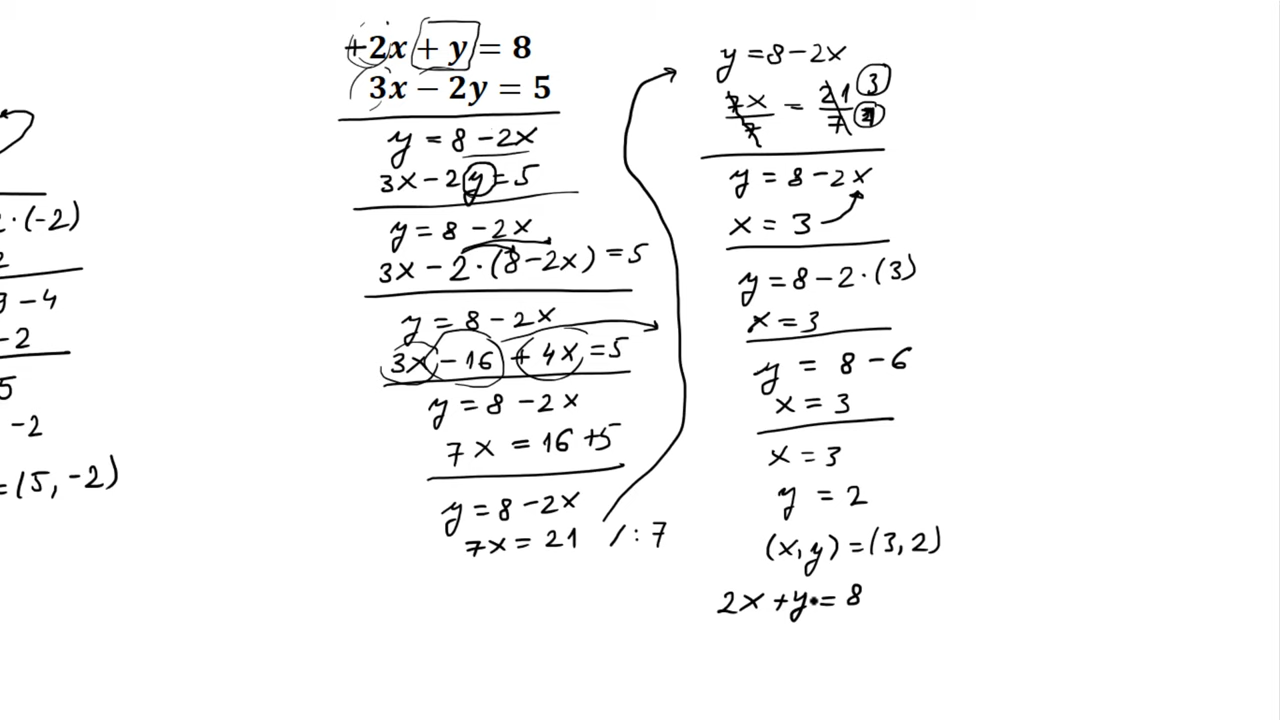 · (-2)
- 4
-2
5
-2
=(5, -2)
+2x + y = 8
3x − 2y = 5
y = 8 - 2x
3x - 2y = 5
y = 8 - 2x
3x - 2·(8-2x) = 5
y = 8 - 2x
3x - 16 + 4x = 5
y = 8 - 2x
7x = 16 + 5
y = 8 - 2x
7x = 21 / : 7
y = 8 - 2x
7x/7 = 21/7 3
y = 8 - 2x
x = 3
y = 8 - 2·(3)
x = 3
y = 8 - 6
x = 3
x = 3
y = 2
(x,y) = (3,2)
2x + y = 8